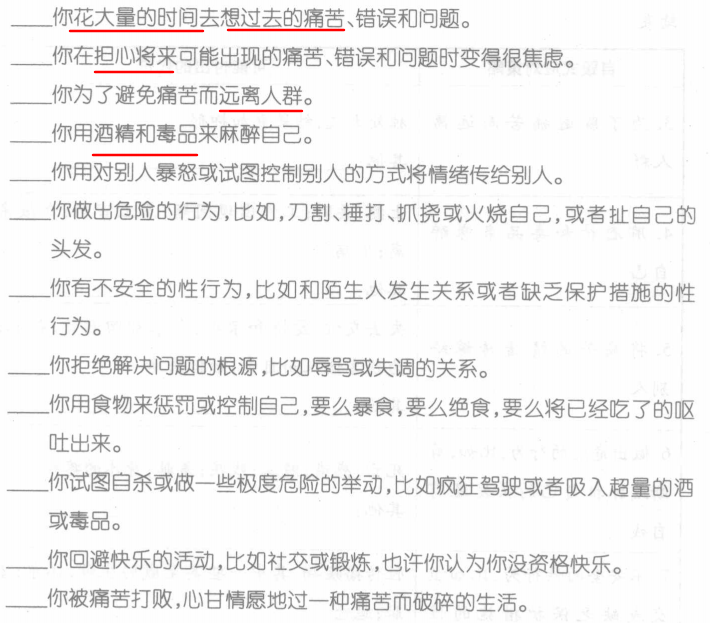 ____你花大量的时间去想过去的痛苦、错误和问题。
____你在担心将来可能出现的痛苦、错误和问题时变得很焦虑。
____你为了避免痛苦而远离人群。
____你用酒精和毒品来麻醉自己。
____你用对别人暴怒或试图控制别人的方式将情绪传给别人。
____你做出危险的行为,比如,刀割、捶打、抓挠或火烧自己,或者扯自己的
头发。
____你有不安全的性行为,比如和陌生人发生关系或者缺乏保护措施的性
行为。
____你拒绝解决问题的根源,比如辱骂或失调的关系。
____你用食物来惩罚或控制自己,要么暴食,要么绝食,要么将已经吃了的呕
吐出来。
____你试图自杀或做一些极度危险的举动,比如疯狂驾驶或者吸入超量的酒
或毒品。
____你回避快乐的活动,比如社交或锻炼,也许你认为你没资格快乐。
____你被痛苦打败,心甘情愿地过一种痛苦而破碎的生活。